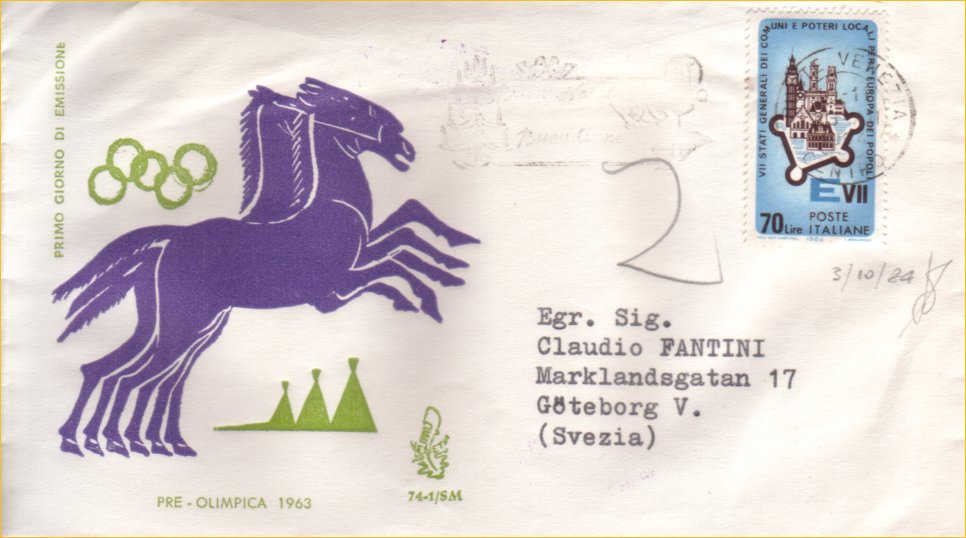 PRIMO GIORNO DI EMISSIONE
VII STATI GENERALI DEI COMUNI E POTERI LOCALI PER L'EUROPA DEI POPOLI
E VII
70 Lire POSTE ITALIANE
1964
VENEZIA
2
3/10/84
Egr. Sig.
Claudio FANTINI
Marklandsgatan 17
Göteborg V.
(Svezia)
74-1/SM
PRE-OLIMPICA 1963